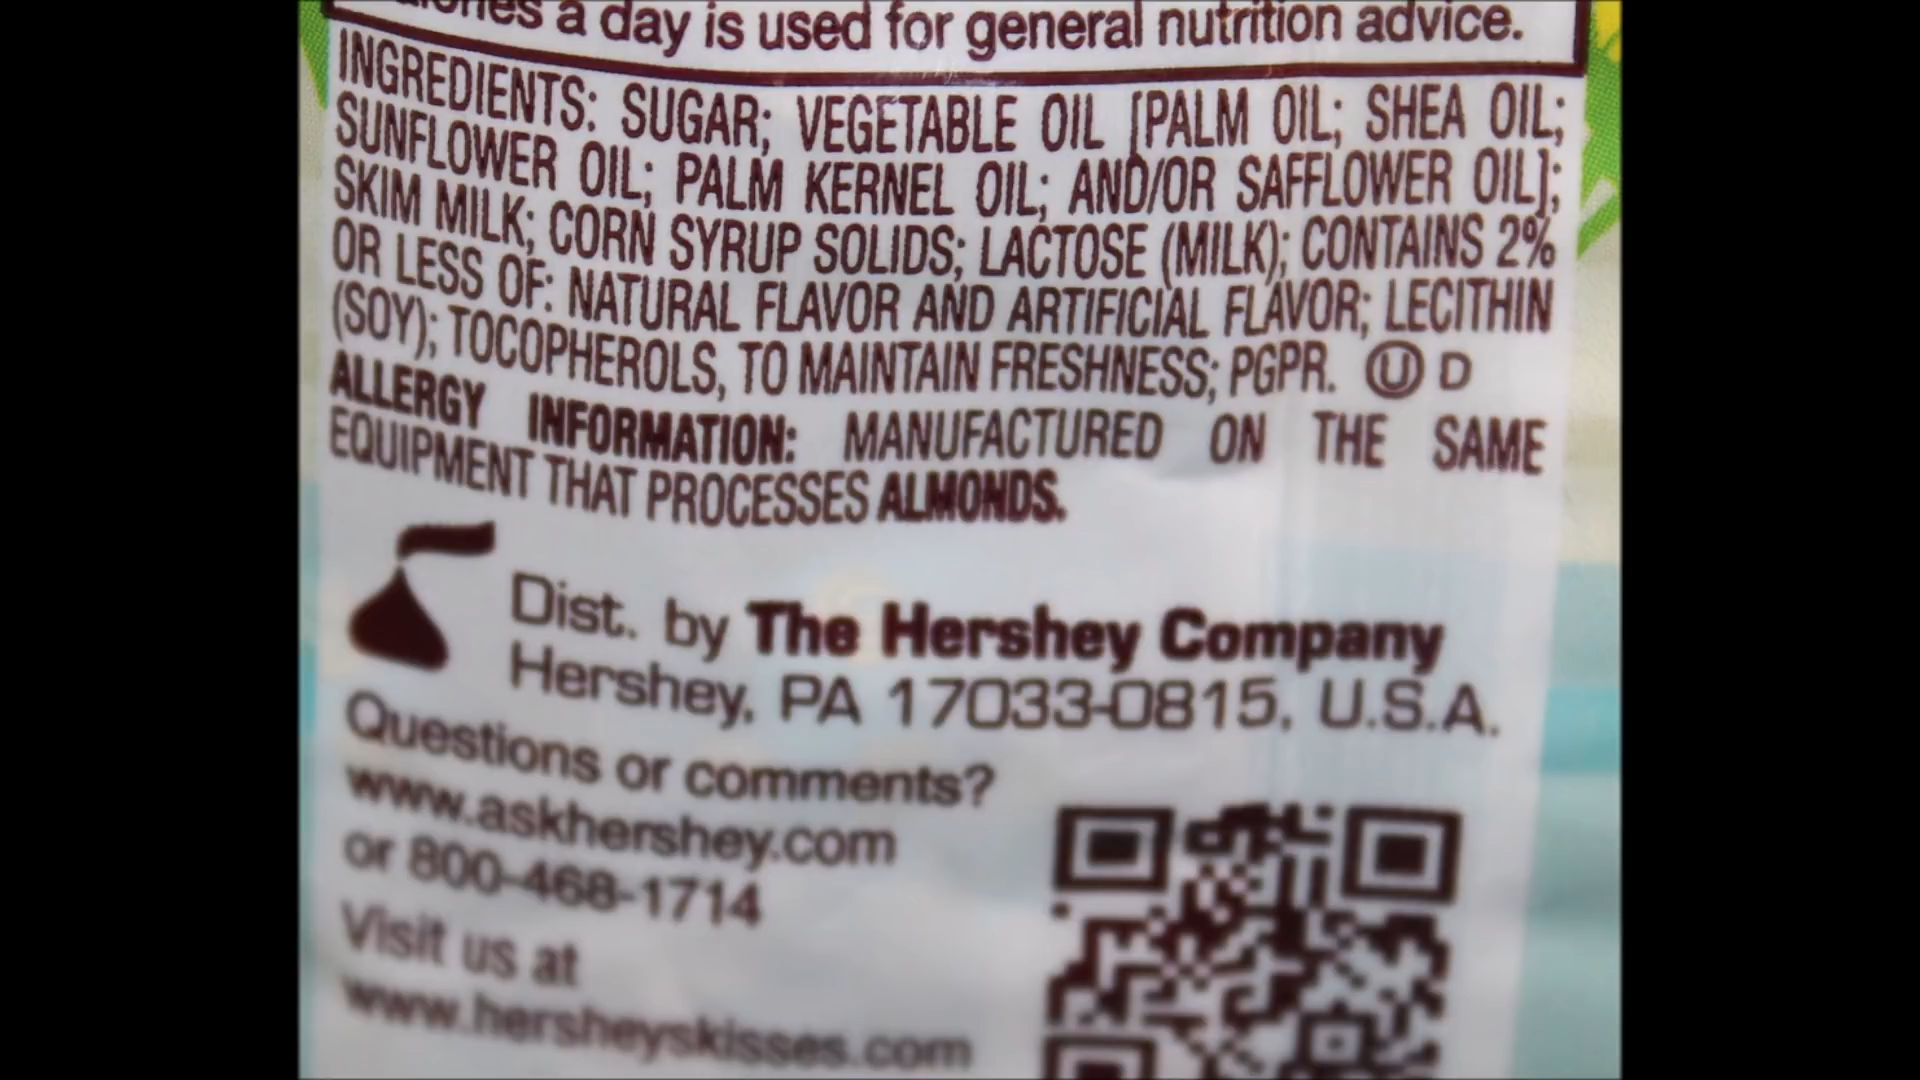 a day is used for general nutrition advice.
INGREDIENTS: SUGAR; VEGETABLE OIL [PALM OIL; SHEA OIL;
SUNFLOWER OIL; PALM KERNEL OIL; AND/OR SAFFLOWER OIL];
SKIM MILK; CORN SYRUP SOLIDS; LACTOSE (MILK); CONTAINS 2%
OR LESS OF: NATURAL FLAVOR AND ARTIFICIAL FLAVOR; LECITHIN
(SOY); TOCOPHEROLS, TO MAINTAIN FRESHNESS; PGPR. Ⓤ D
ALLERGY INFORMATION: MANUFACTURED ON THE SAME
EQUIPMENT THAT PROCESSES ALMONDS.
Dist. by The Hershey Company
Hershey, PA 17033-0815, U.S.A.
Questions or comments?
www.askhershey.com
or 800-468-1714
Visit us at
www.hersheyskisses.com